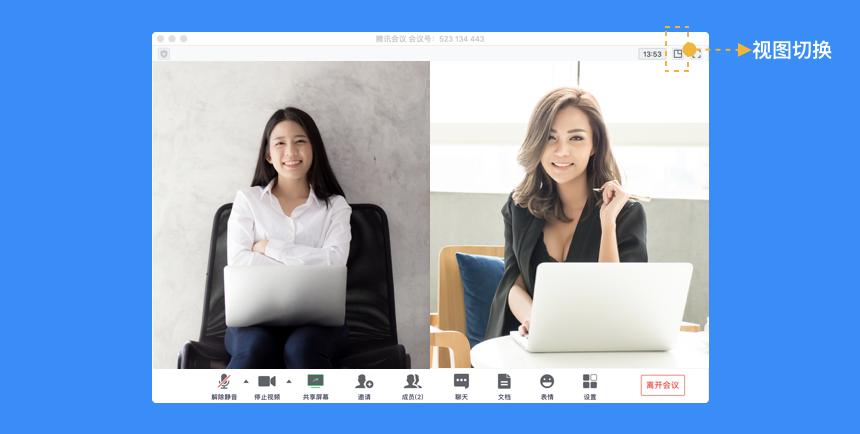 腾讯会议 会议号：523 134 443
13:53
视图切换
解除静音
停止视频
共享屏幕
邀请
成员(2)
聊天
文档
表情
设置
离开会议